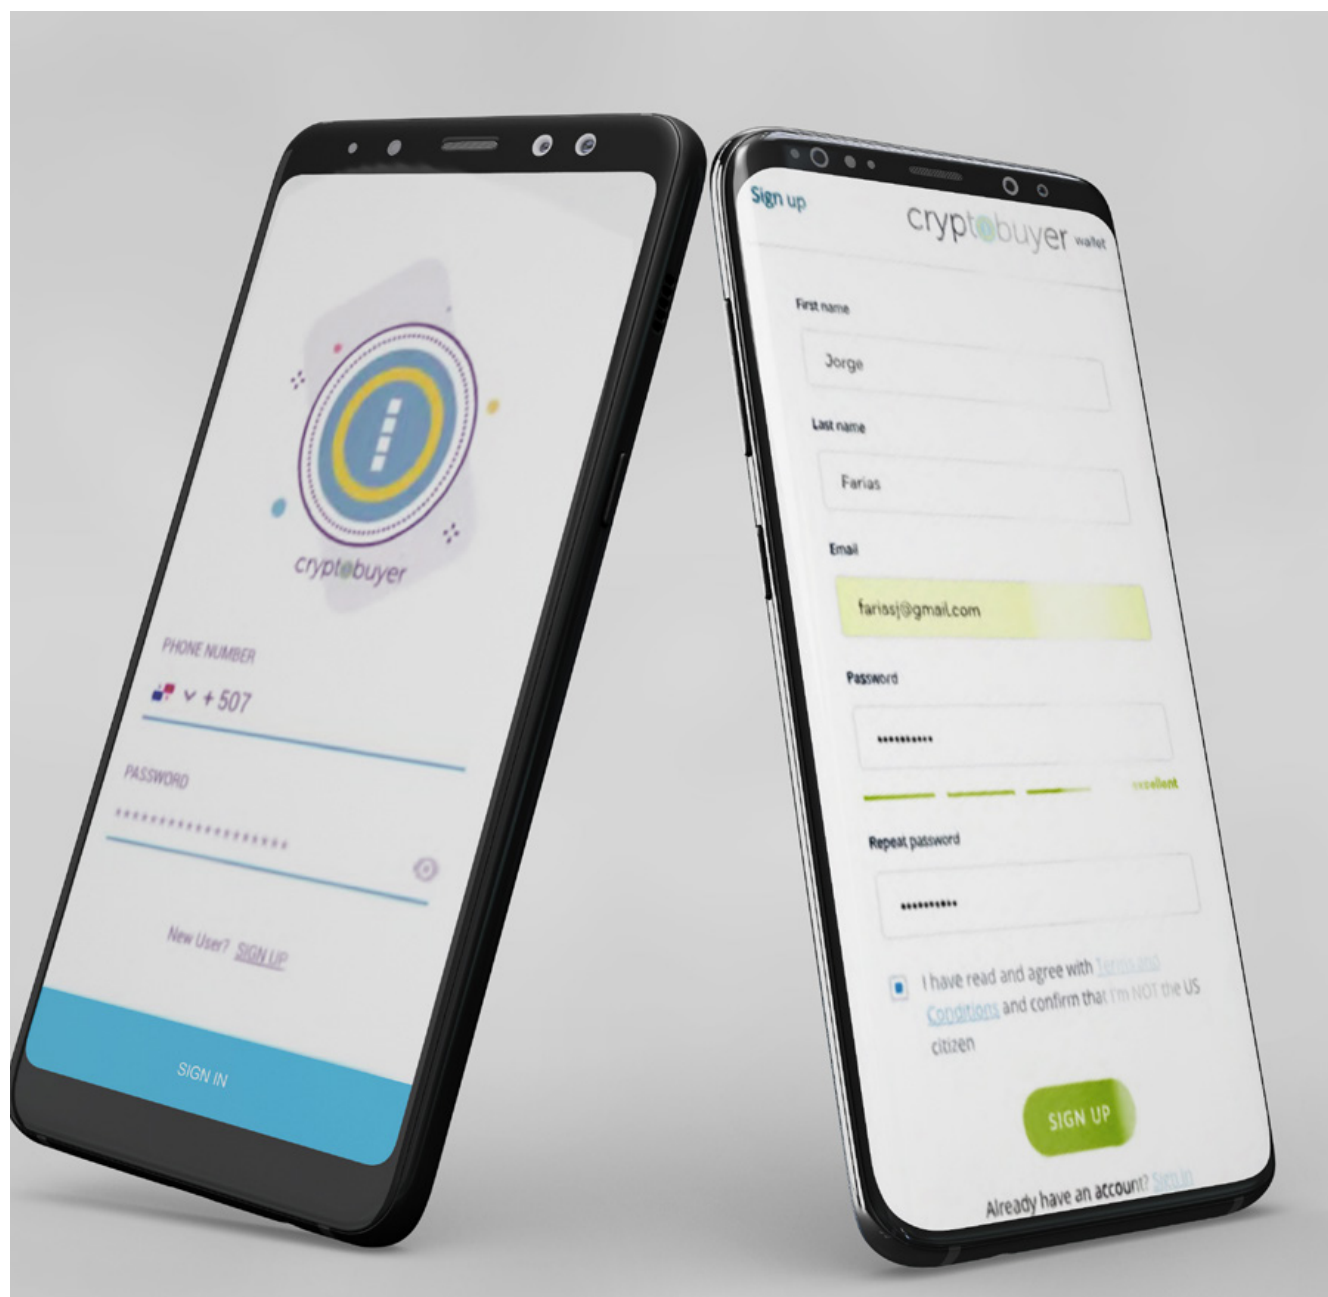 cryptobuyer
PHONE NUMBER
+ 507
PASSWORD
*******************
New User? SIGN UP
SIGN IN
Sign up
cryptobuyer wallet
First name
Jorge
Last name
Farias
Email
fariasj@gmail.com
Password
••••••••••
excellent
Repeat password
••••••••••
I have read and agree with Terms and
Conditions and confirm that I'm NOT the US
citizen
SIGN UP
Already have an account? Sign in